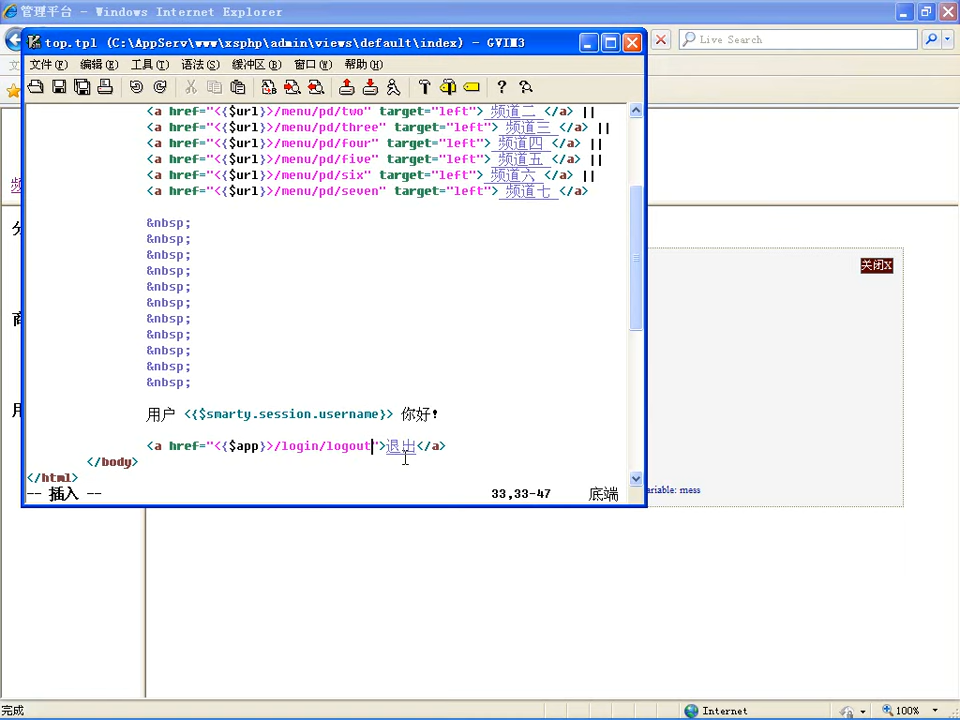 管理平台 - Windows Internet Explorer
top.tpl (C:\AppServ\www\xsphp\admin\views\default\index) - GVIM3
Live Search
文件(F) 编辑(E) 工具(T) 语法(S) 缓冲区(B) 窗口(W) 帮助(H)
<a href="<{$url}>/menu/pd/two" target="left"> 频道二 </a> ||
<a href="<{$url}>/menu/pd/three" target="left"> 频道三 </a> ||
<a href="<{$url}>/menu/pd/four" target="left"> 频道四 </a> ||
<a href="<{$url}>/menu/pd/five" target="left"> 频道五 </a> ||
<a href="<{$url}>/menu/pd/six" target="left"> 频道六 </a> ||
<a href="<{$url}>/menu/pd/seven" target="left"> 频道七 </a>
&nbsp;
&nbsp;
&nbsp;
&nbsp;
&nbsp;
&nbsp;
&nbsp;
&nbsp;
&nbsp;
&nbsp;
&nbsp;
关闭X
用户 <{$smarty.session.username}> 你好!
<a href="<{$app}>/login/logout">退出</a>
</body>
</html>
-- 插入 -- 33,33-47 底端
ariable: mess
完成 Internet 100%